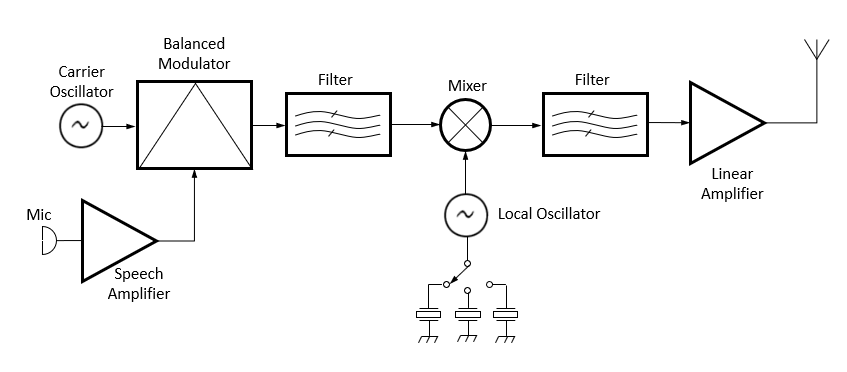 Balanced
Modulator
Carrier
Oscillator
Filter
Mixer
Filter
Linear
Amplifier
Mic
Speech
Amplifier
Local Oscillator